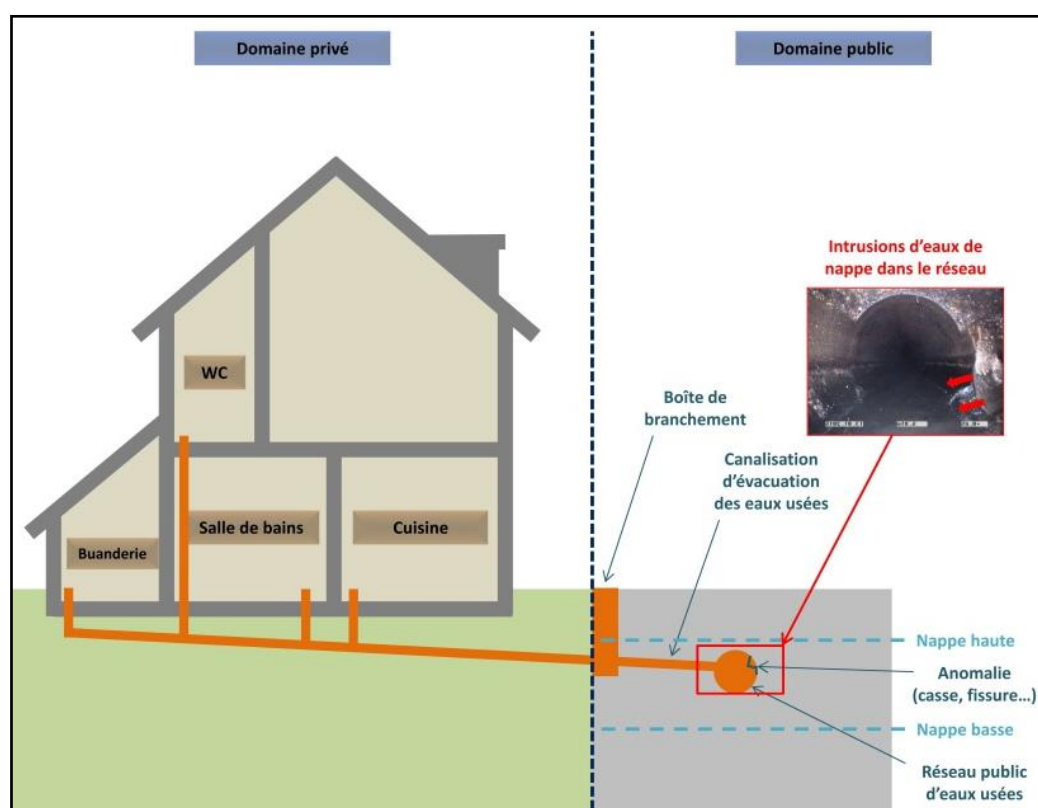 Domaine privé
Domaine public
Intrusions d'eaux de
nappe dans le réseau
WC
Boîte de
branchement
Canalisation
d'évacuation
des eaux usées
Salle de bains
Cuisine
Buanderie
Nappe haute
Anomalie
(casse, fissure...)
Nappe basse
Réseau public
d'eaux usées